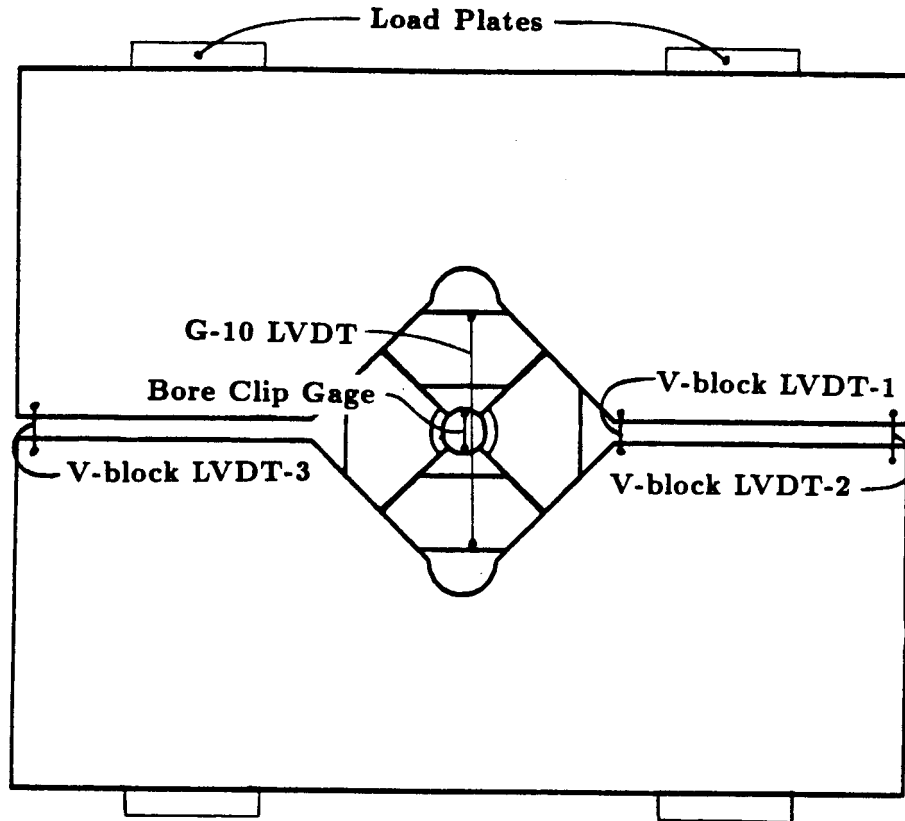 Load Plates
G-10 LVDT
Bore Clip Gage
V-block LVDT-1
V-block LVDT-3
V-block LVDT-2